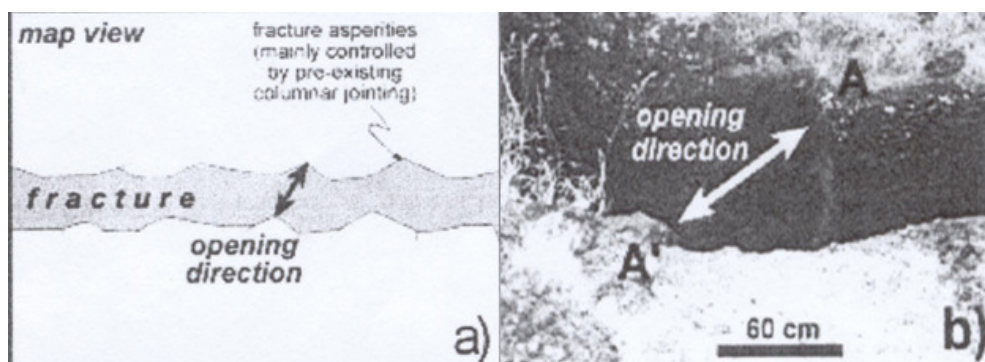 map view
fracture asperities
(mainly controlled
by pre-existing
columnar jointing)
fracture
opening
direction
a)
A
opening
direction
A'
60 cm
b)